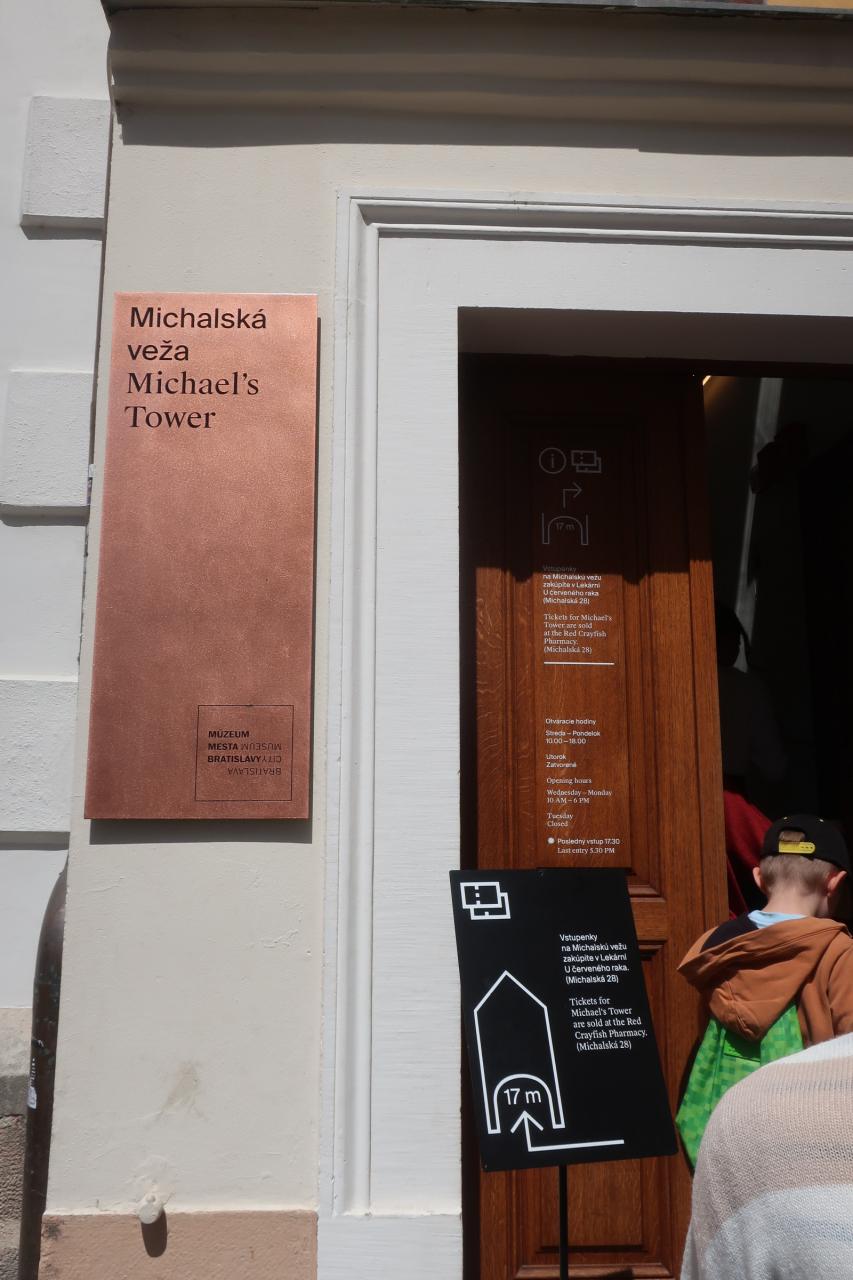 Michalská
veža
Michael's
Tower
MÚZEUM
MESTA MUSEUM
BRATISLAVY CITY
BRATISLAVA
i
17 m
Vstupenky
na Michalskú vežu
zakúpite v Lekárni
U červeného raka
(Michalská 28)
Tickets for Michael's
Tower are sold
at the Red Crayfish
Pharmacy.
(Michalská 28)
Otváracie hodiny
Streda – Pondelok
10.00 – 18.00
Utorok
Zatvorené
Opening hours
Wednesday – Monday
10 AM – 6 PM
Tuesday
Closed
Posledný vstup 17.30
Last entry 5.30 PM
Vstupenky
na Michalskú vežu
zakúpite v Lekárni
U červeného raka.
(Michalská 28)
Tickets for
Michael's Tower
are sold at the Red
Crayfish Pharmacy.
(Michalská 28)
17 m